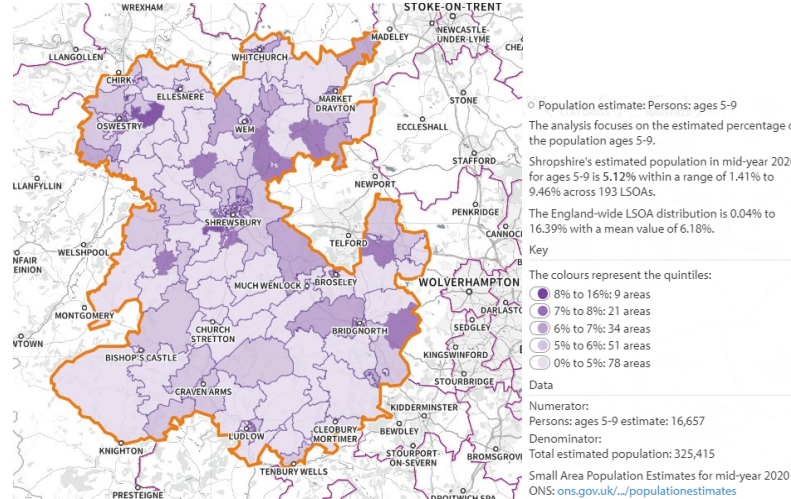 WREXHAM
STOKE-ON-TRENT
MADELEY
NEWCASTLE-
UNDER-LYME
LLANGOLLEN
WHITCHURCH
CHIRK
ELLESMERE
MARKET
DRAYTON
STONE
OSWESTRY
WEM
ECCLESHALL
STAFFORD
LLANFYLLIN
NEWPORT
PENKRIDGE
SHREWSBURY
TELFORD
WELSHPOOL
MUCH WENLOCK
BROSELEY
WOLVERHAMPTON
MONTGOMERY
CHURCH
STRETTON
BRIDGNORTH
SEDGLEY
BISHOP'S CASTLE
KINGSWINFORD
STOURBRIDGE
CRAVEN ARMS
KIDDERMINSTER
LUDLOW
CLEOBURY
MORTIMER
BEWDLEY
KNIGHTON
STOURPORT-
ON-SEVERN
TENBURY WELLS
PRESTEIGNE
Population estimate: Persons: ages 5-9
The analysis focuses on the estimated percentage
the population ages 5-9.
Shropshire's estimated population in mid-year
for ages 5-9 is 5.12% within a range of 1.41% to
9.46% across 193 LSOAs.
The England-wide LSOA distribution is 0.04% to
16.39% with a mean value of 6.18%.
Key
The colours represent the quintiles:
8% to 16%: 9 areas
7% to 8%: 21 areas
6% to 7%: 34 areas
5% to 6%: 51 areas
0% to 5%: 78 areas
Data
Numerator:
Persons: ages 5-9 estimate: 16,657
Denominator:
Total estimated population: 325,415
Small Area Population Estimates for mid-year 2020
ONS: ons.gov.uk/.../populationestimates